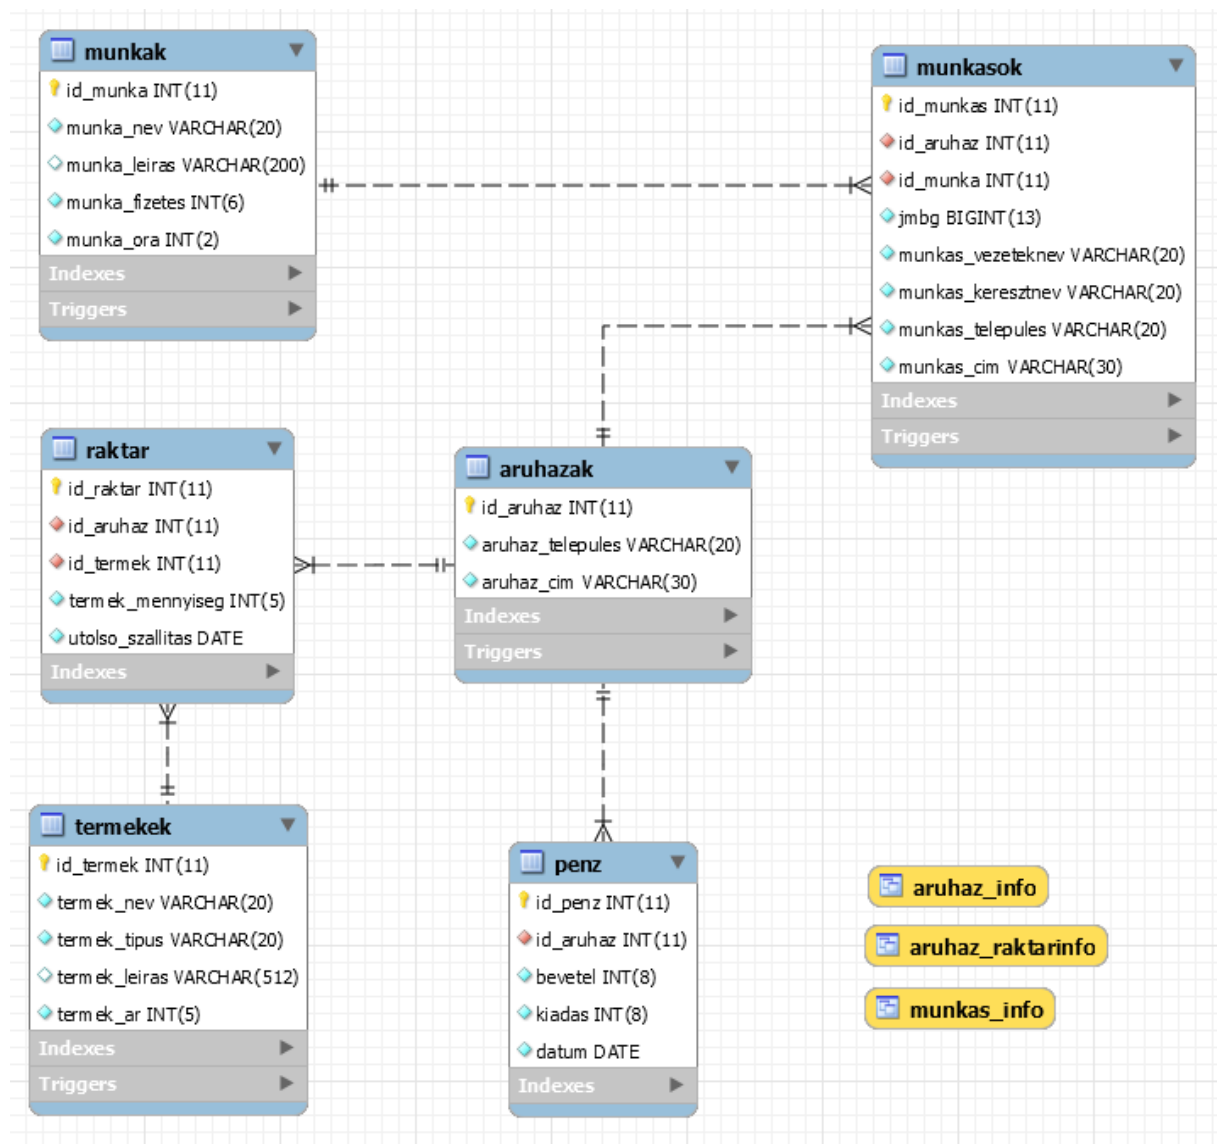 munkak
id_munka INT(11)
munka_nev VARCHAR(20)
munka_leiras VARCHAR(200)
munka_fizetes INT(6)
munka_ora INT(2)
Indexes
Triggers
munkasok
id_munkas INT(11)
id_aruhaz INT(11)
id_munka INT(11)
jmbg BIGINT(13)
munkas_vezeteknev VARCHAR(20)
munkas_keresztnev VARCHAR(20)
munkas_telepules VARCHAR(20)
munkas_cim VARCHAR(30)
Indexes
Triggers
raktar
id_raktar INT(11)
id_aruhaz INT(11)
id_termek INT(11)
termek_mennyiseg INT(5)
utolso_szallitas DATE
Indexes
aruhazak
id_aruhaz INT(11)
aruhaz_telepules VARCHAR(20)
aruhaz_cim VARCHAR(30)
Indexes
Triggers
termekek
id_termek INT(11)
termek_nev VARCHAR(20)
termek_tipus VARCHAR(20)
termek_leiras VARCHAR(512)
termek_ar INT(5)
Indexes
Triggers
penz
id_penz INT(11)
id_aruhaz INT(11)
bevetel INT(8)
kiadas INT(8)
datum DATE
Indexes
aruhaz_info
aruhaz_raktarinfo
munkas_info